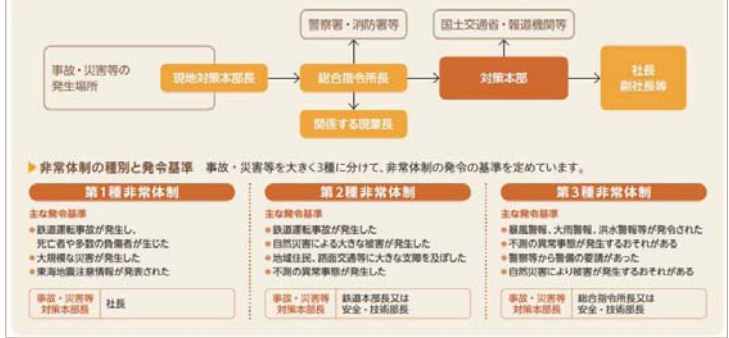 警察署・消防署等
国土交通省・報道機関等
事故・災害等の
発生場所
現地対策本部長
総合指令所長
対策本部
社長
副社長等
関係する現業長
非常体制の種別と発令基準 事故・災害等を大きく3種に分けて、非常体制の発令の基準を定めています。
第1種非常体制
主な発令基準
●鉄道運転事故が発生し、
死亡者や多数の負傷者が生じた
●大規模な災害が発生した
●東海地震注意情報が発表された
事故・災害等
対策本部長
社長
第2種非常体制
主な発令基準
●鉄道運転事故が発生した
●自然災害による大きな被害が発生した
●地域住民、路面交通等に大きな支障を及ぼした
●不測の異常事態が発生した
事故・災害等
対策本部長
鉄道本部長又は
安全・技術部長
第3種非常体制
主な発令基準
●暴風警報、大雨警報、洪水警報等が発令された
●不測の異常事態が発生するおそれがある
●警察等から警備の要請があった
●自然災害により被害が発生するおそれがある
事故・災害等
対策本部長
総合指令所長又は
安全・技術部長